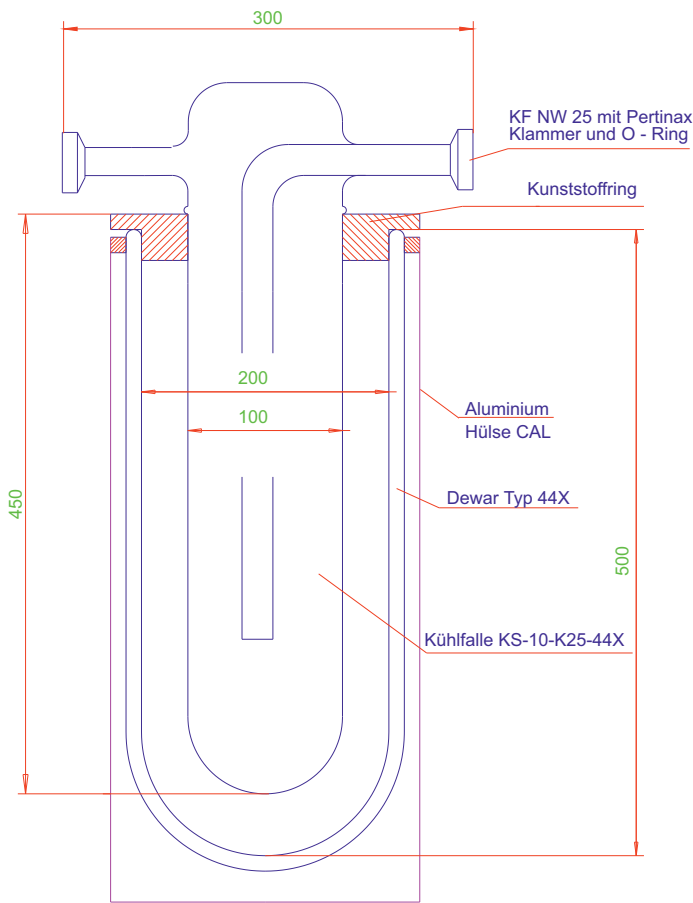 300
KF NW 25 mit Pertinax
Klammer und O - Ring
Kunststoffring
200
100
Aluminium
Hülse CAL
450
Dewar Typ 44X
500
Kühlfalle KS-10-K25-44X